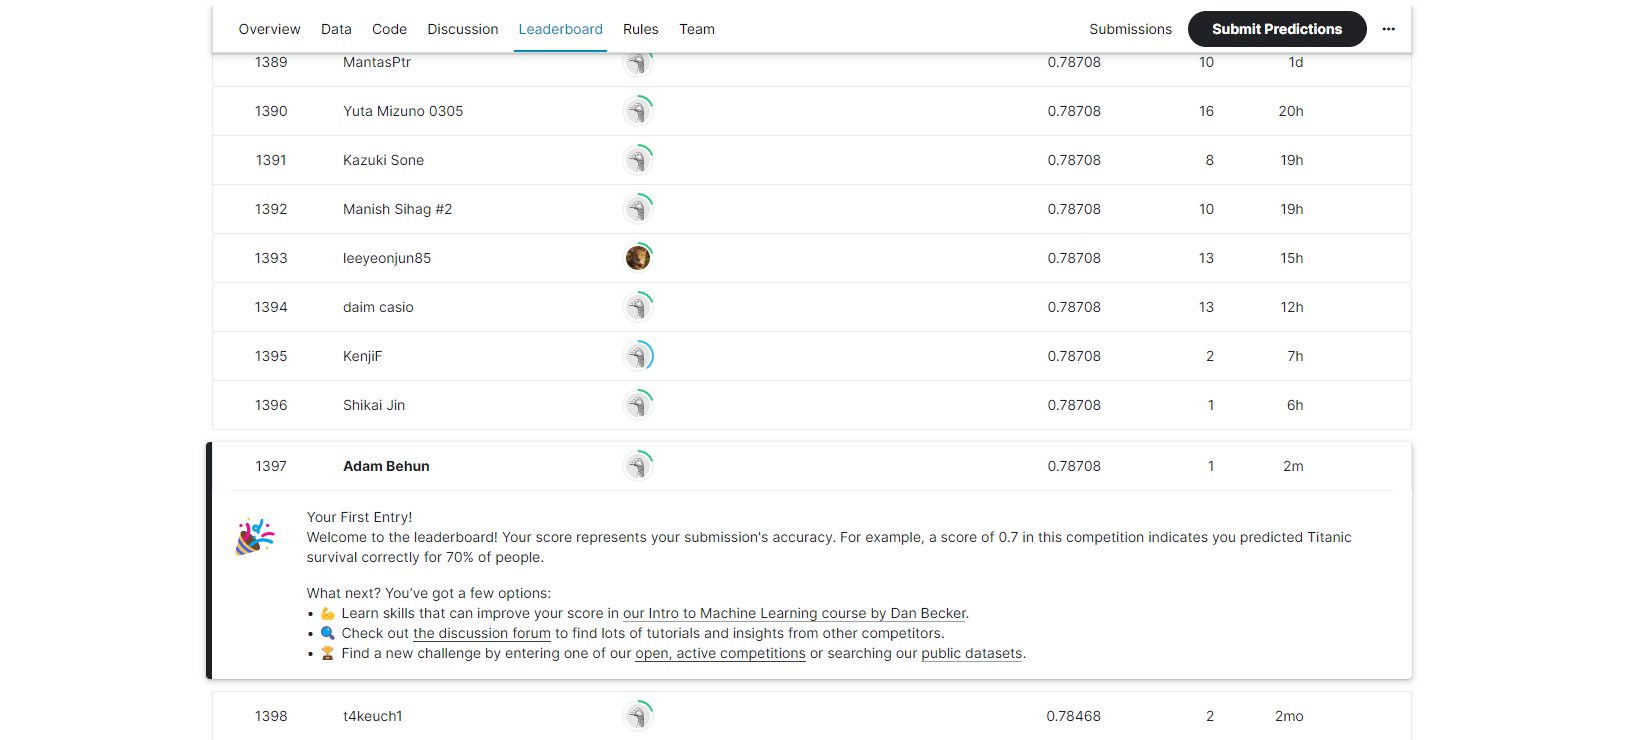 Overview Data Code Discussion Leaderboard Rules Team Submissions Submit Predictions ...
1389 MantasPtr 0.78708 10 1d
1390 Yuta Mizuno 0305 0.78708 16 20h
1391 Kazuki Sone 0.78708 8 19h
1392 Manish Sihag #2 0.78708 10 19h
1393 leeyeonjun85 0.78708 13 15h
1394 daim casio 0.78708 13 12h
1395 KenjiF 0.78708 2 7h
1396 Shikai Jin 0.78708 1 6h
1397 Adam Behun 0.78708 1 2m
Your First Entry!
Welcome to the leaderboard! Your score represents your submission's accuracy. For example, a score of 0.7 in this competition indicates you predicted Titanic
survival correctly for 70% of people.
What next? You’ve got a few options:
• 💪 Learn skills that can improve your score in our Intro to Machine Learning course by Dan Becker.
• 🔍 Check out the discussion forum to find lots of tutorials and insights from other competitors.
• 🏆 Find a new challenge by entering one of our open, active competitions or searching our public datasets.
1398 t4keuch1 0.78468 2 2mo